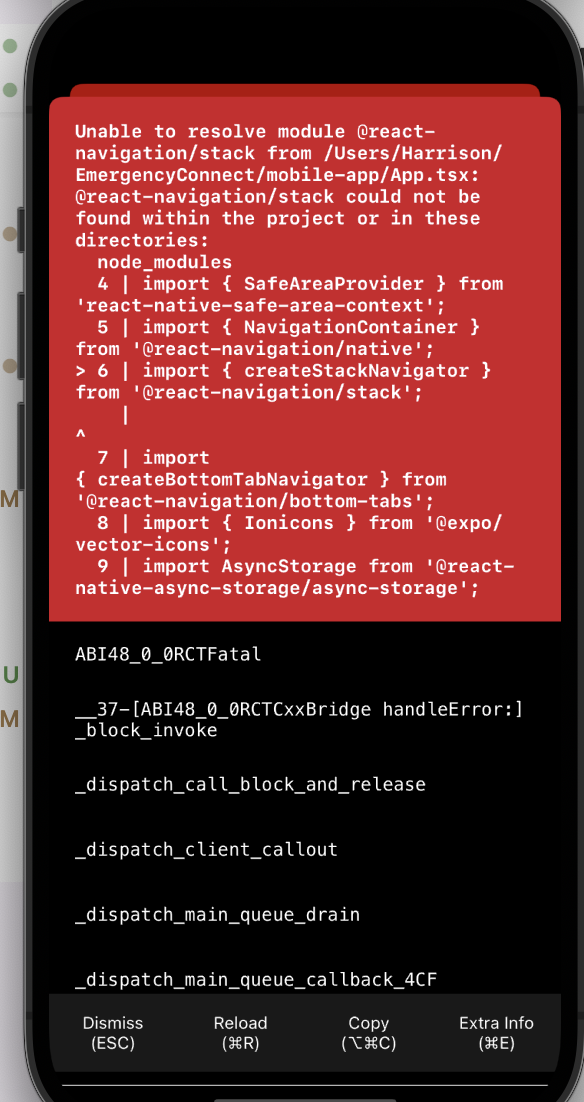 Unable to resolve module @react-
navigation/stack from /Users/Harrison/
EmergencyConnect/mobile-app/App.tsx:
@react-navigation/stack could not be
found within the project or in these
directories:
  node_modules
  4 | import { SafeAreaProvider } from
'react-native-safe-area-context';
  5 | import { NavigationContainer }
from '@react-navigation/native';
> 6 | import { createStackNavigator }
from '@react-navigation/stack';
    |
^
  7 | import
{ createBottomTabNavigator } from
'@react-navigation/bottom-tabs';
  8 | import { Ionicons } from '@expo/
vector-icons';
  9 | import AsyncStorage from '@react-
native-async-storage/async-storage';
M
U
M
ABI48_0_0RCTFatal
__37-[ABI48_0_0RCTCxxBridge handleError:]
_block_invoke
_dispatch_call_block_and_release
_dispatch_client_callout
_dispatch_main_queue_drain
_dispatch_main_queue_callback_4CF
Dismiss
(ESC)
Reload
(⌘R)
Copy
(⌥⌘C)
Extra Info
(⌘E)